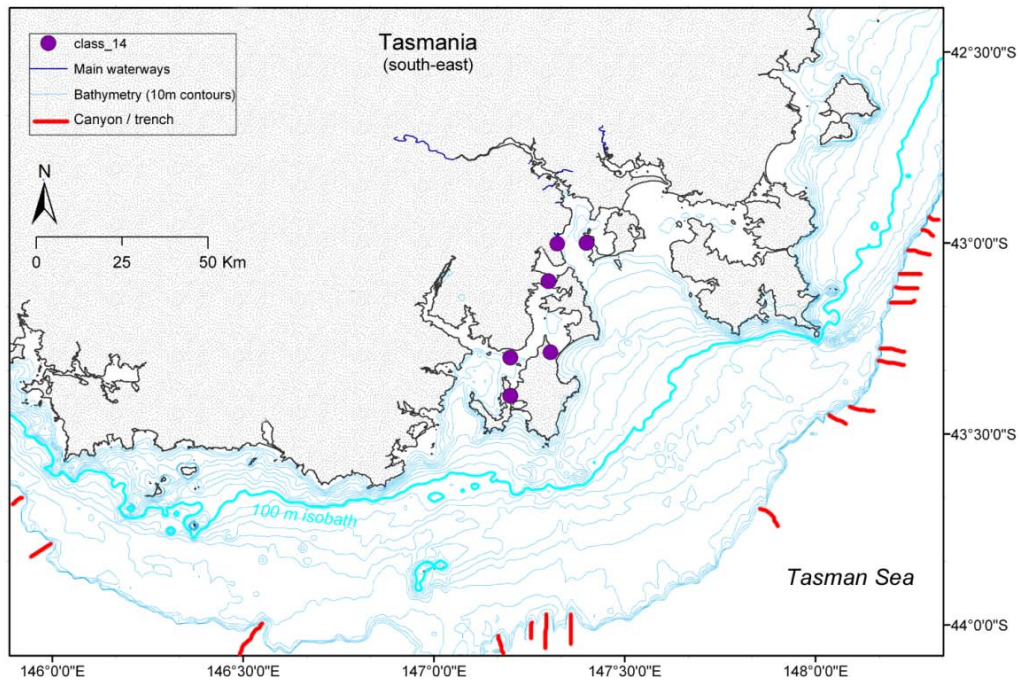 class_14
Main waterways
Bathymetry (10m contours)
Canyon / trench
Tasmania
(south-east)
N
0 25 50 Km
100 m isobath
Tasman Sea
42°30'0"S
43°0'0"S
43°30'0"S
44°0'0"S
146°0'0"E 146°30'0"E 147°0'0"E 147°30'0"E 148°0'0"E